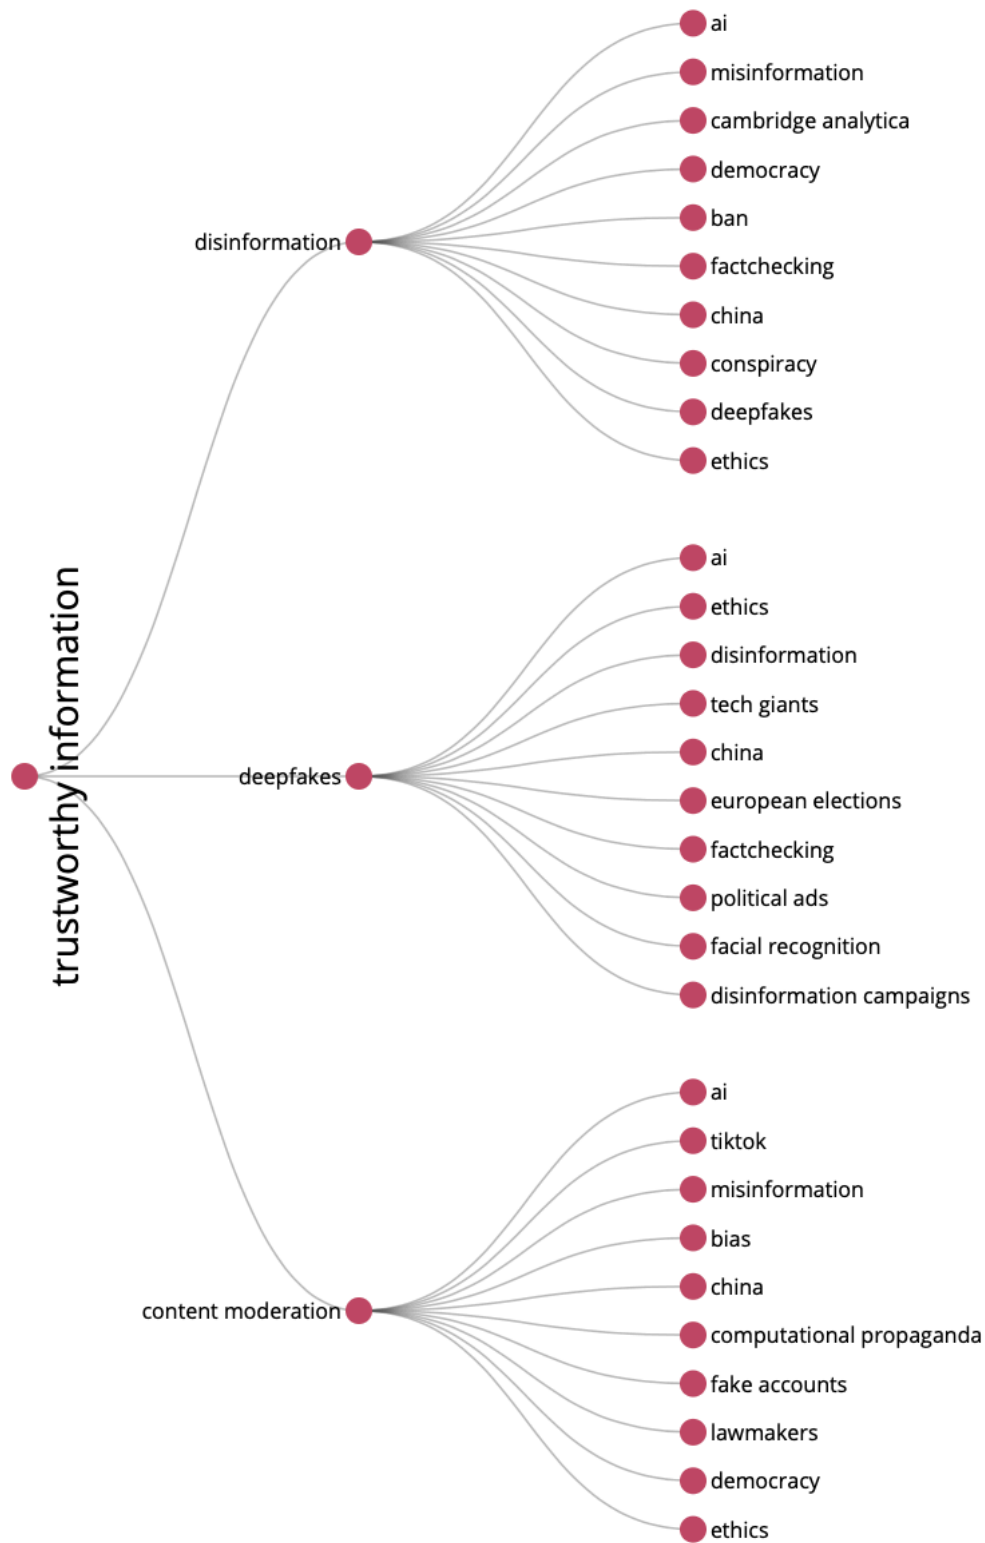 trustworthy information
disinformation
ai
misinformation
cambridge analytica
democracy
ban
factchecking
china
conspiracy
deepfakes
ethics
deepfakes
ai
ethics
disinformation
tech giants
china
european elections
factchecking
political ads
facial recognition
disinformation campaigns
content moderation
ai
tiktok
misinformation
bias
china
computational propaganda
fake accounts
lawmakers
democracy
ethics